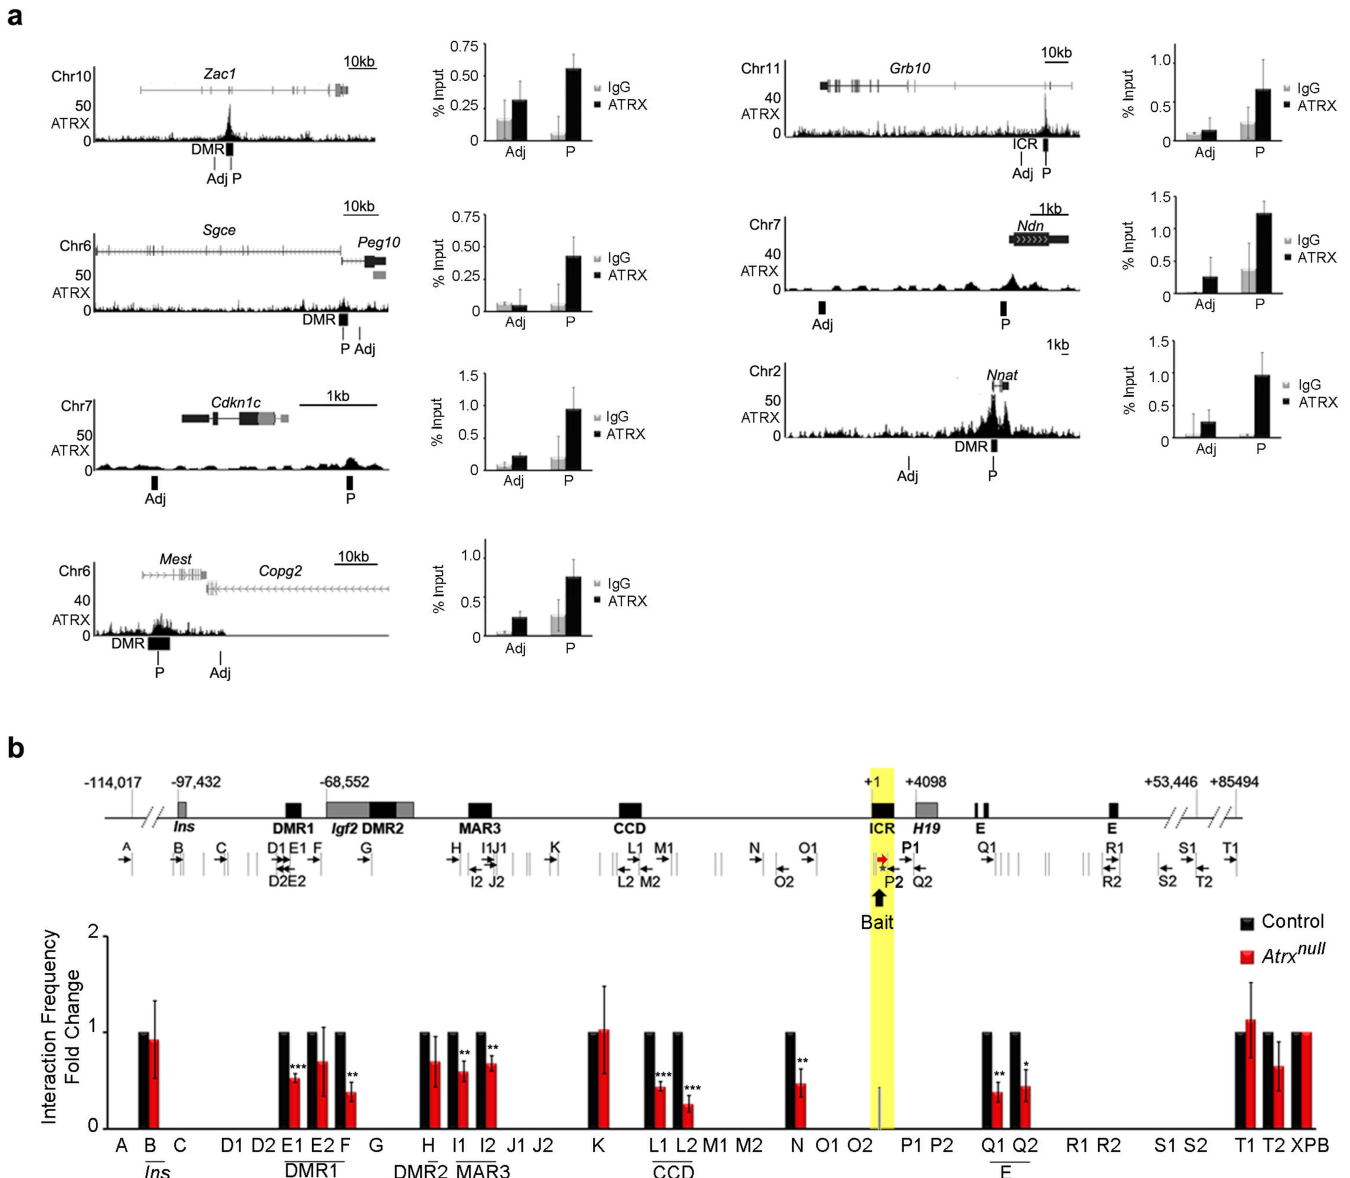 a
Chr10
Zac1
10kb
50
ATRX
0
DMR
Adj P
0.75
0.50
0.25
0
% Input
Adj P
IgG
ATRX
Chr11
Grb10
10kb
40
ATRX
0
ICR
Adj P
1.0
0.5
0
% Input
Adj P
IgG
ATRX
Chr6
Sgce
10kb
Peg10
50
ATRX
0
DMR
P Adj
0.75
0.50
0.25
0
% Input
Adj P
IgG
ATRX
Chr7
1kb
Ndn
40
ATRX
0
Adj P
1.5
1.0
0.5
0
% Input
Adj P
IgG
ATRX
Chr7
Cdkn1c
1kb
50
ATRX
0
Adj P
1.5
1.0
0.5
0
% Input
Adj P
IgG
ATRX
Chr2
1kb
Nnat
50
ATRX
0
DMR
Adj P
1.5
1.0
0.5
0
% Input
Adj P
IgG
ATRX
Chr6
Mest
Copg2
10kb
40
ATRX
0
DMR
P Adj
1.0
0.5
0
% Input
Adj P
IgG
ATRX
b
-114,017 -97,432 -68,552 +1 +4098 +53,446 +85494
Ins DMR1 Igf2 DMR2 MAR3 CCD ICR H19 E E
A B C D1 E1 F G H I1 J1 K L1 M1 N O1 P1 Q1 R1 S1 T1
D2 E2 I2 J2 L2 M2 O2 * P2 Q2 R2 S2 T2
Bait
Control
Atrxnull
Interaction Frequency
Fold Change
2
1
0
*** ** ** ** *** *** ** ** *
A B C D1 D2 E1 E2 F G H I1 I2 J1 J2 K L1 L2 M1 M2 N O1 O2 P1 P2 Q1 Q2 R1 R2 S1 S2 T1 T2 XPB
Ins DMR1 DMR2 MAR3 CCD E